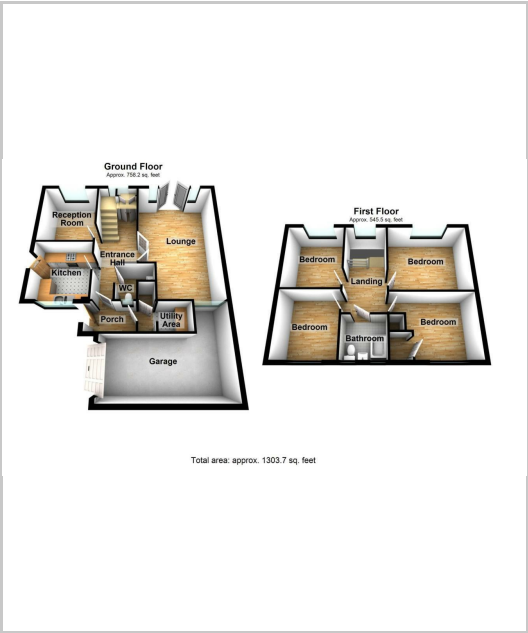 Ground Floor
Approx. 758.2 sq. feet
Reception
Room
Lounge
Entrance
Hall
Kitchen
WC
Porch
Utility
Area
Garage
First Floor
Approx. 545.5 sq. feet
Bedroom
Bedroom
Landing
Bedroom
Bedroom
Bathroom
Total area: approx. 1303.7 sq. feet